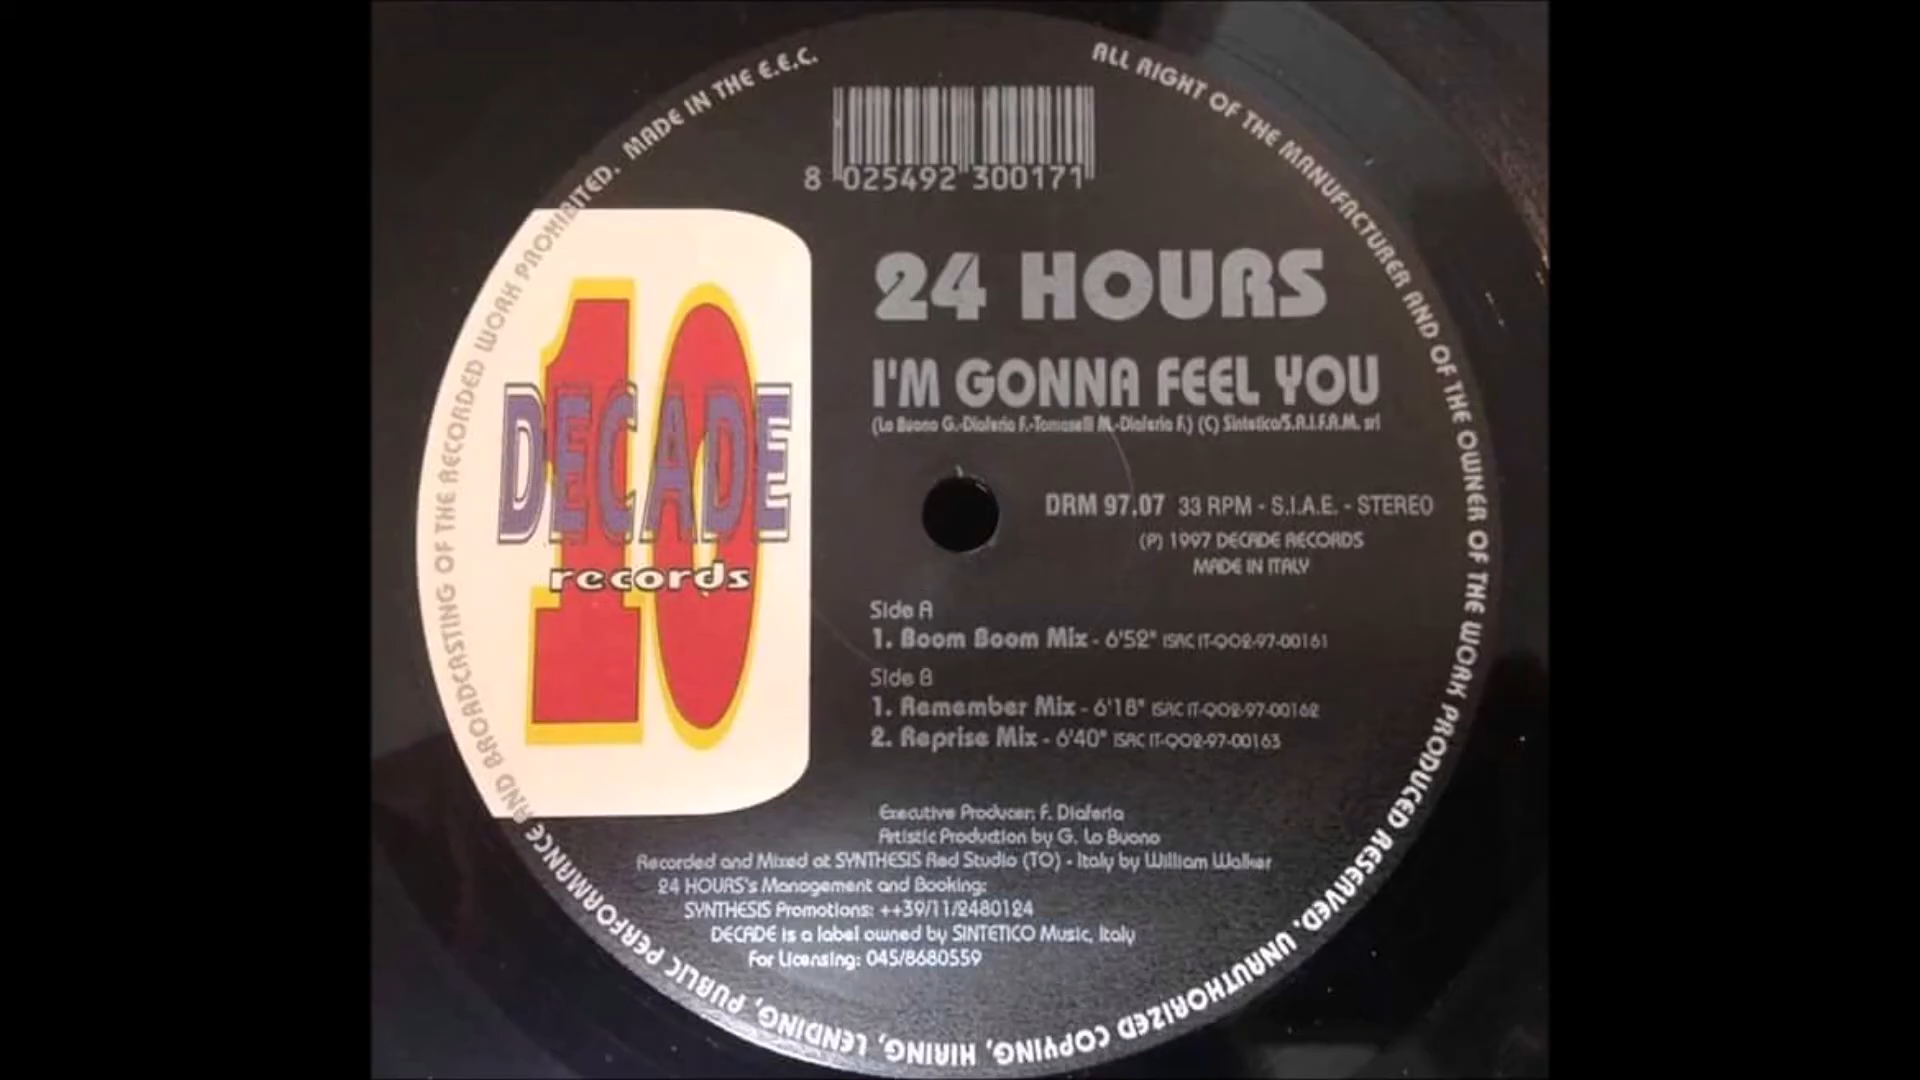 ALL RIGHT OF THE MANUFACTURER AND OF THE OWNER OF THE WORK PRODUCED RESERVED. UNAUTHORIZED COPYING, HIRING, LENDING, PUBLIC PERFORMANCE AND BROADCASTING OF THE RECORDED WORK PROHIBITED. MADE IN THE E.E.C.
8 025492 300171
24 HOURS
I'M GONNA FEEL YOU
(Lo Buono G.-Diaferia F.-Tomaselli M.-Diaferia F.) (C) Sintetico/S.A.I.F.A.M. srl
10
DECADE
records
DRM 97.07 33 RPM - S.I.A.E. - STEREO
(P) 1997 DECADE RECORDS
MADE IN ITALY
Side A
1. Boom Boom Mix - 6'52" ISRC IT-QO2-97-00161
Side B
1. Remember Mix - 6'18" ISRC IT-QO2-97-00162
2. Reprise Mix - 6'40" ISRC IT-QO2-97-00163
Executive Producer: F. Diaferia
Artistic Production by G. Lo Buono
Recorded and Mixed at SYNTHESIS Red Studio (TO) - Italy by William Walker
24 HOURS's Management and Booking:
SYNTHESIS Promotions: ++39/11/2480124
DECADE is a label owned by SINTETICO Music, Italy
For Licensing: 045/8680559